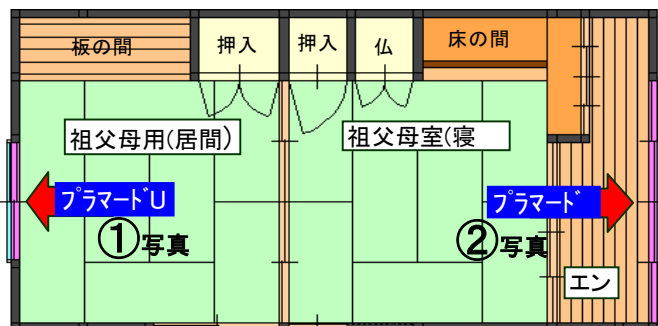 板の間
押入
押入
仏
床の間
祖父母用(居間)
祖父母室(寝
プラマードU
プラマード
①写真
②写真
エン